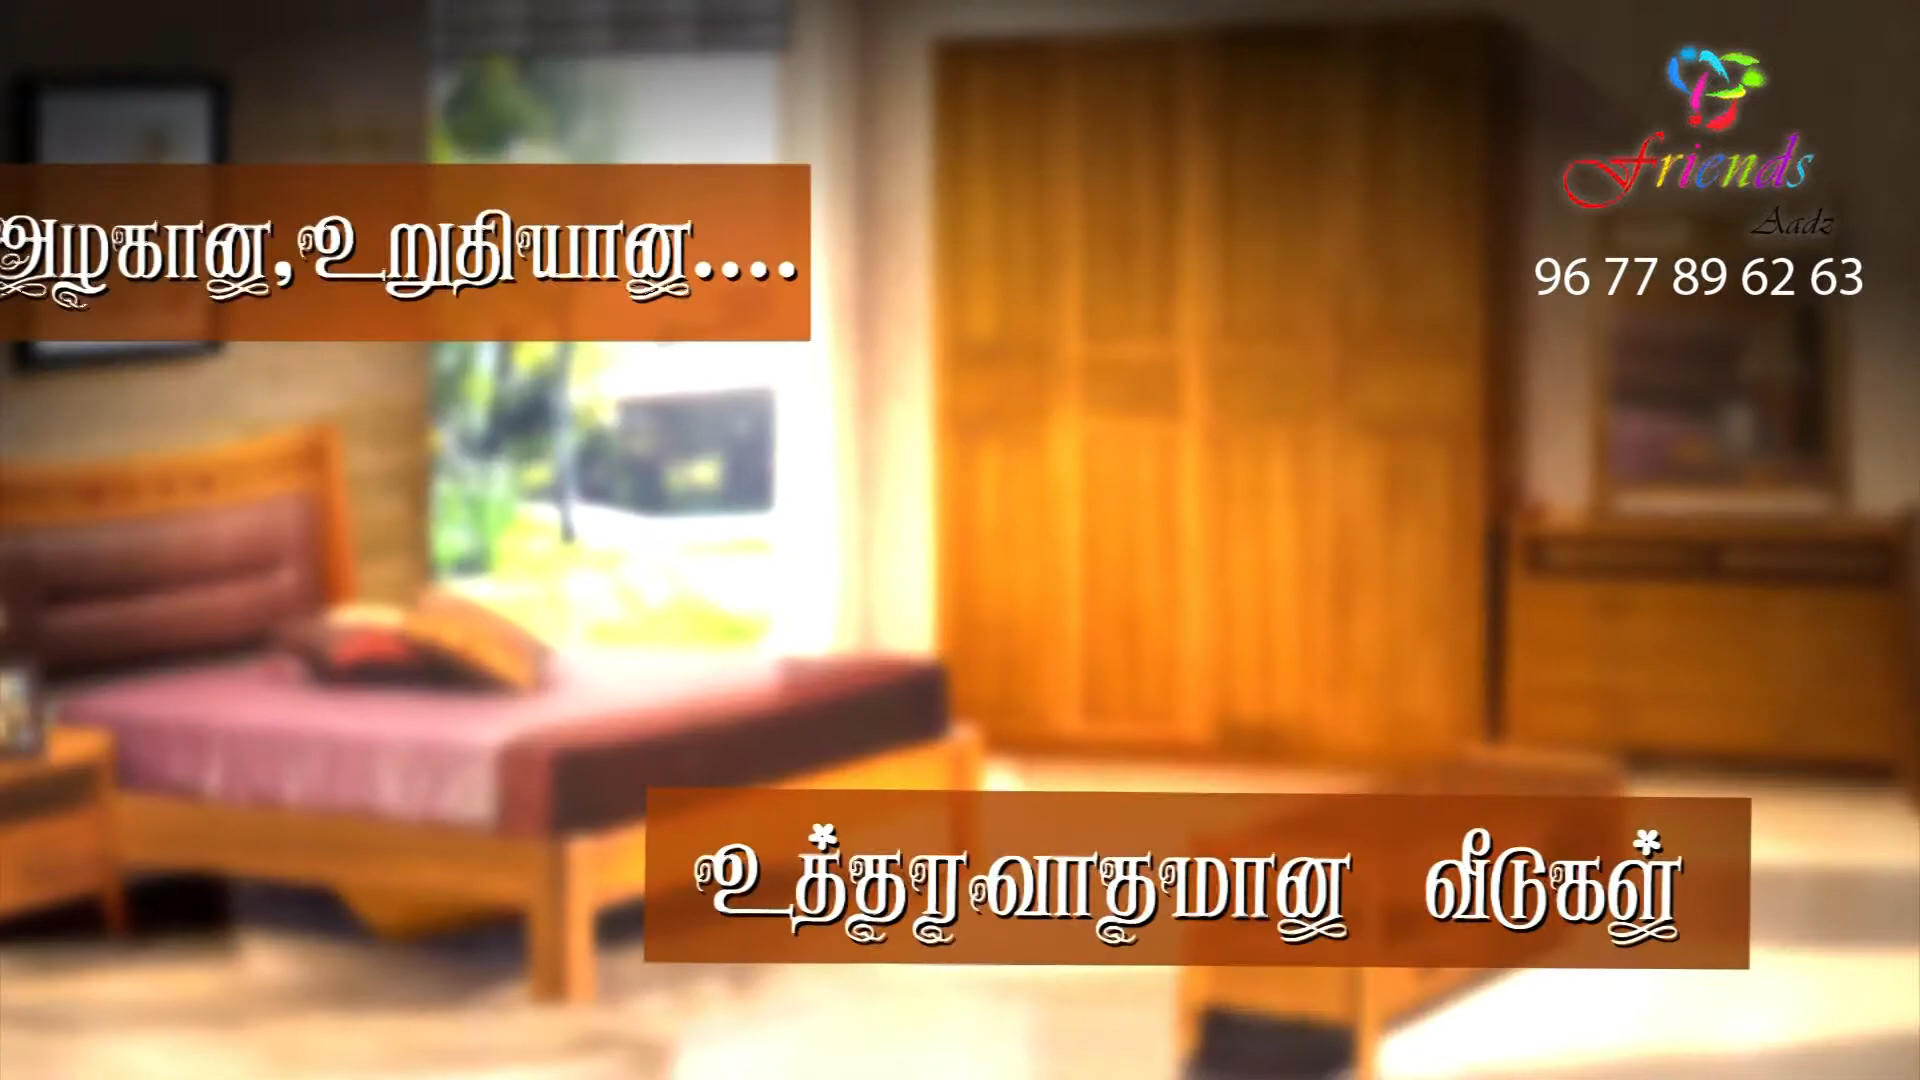 அழகான, உறுதியான....
friends
Aadz
96 77 89 62 63
உத்தரவாதமான வீடுகள்